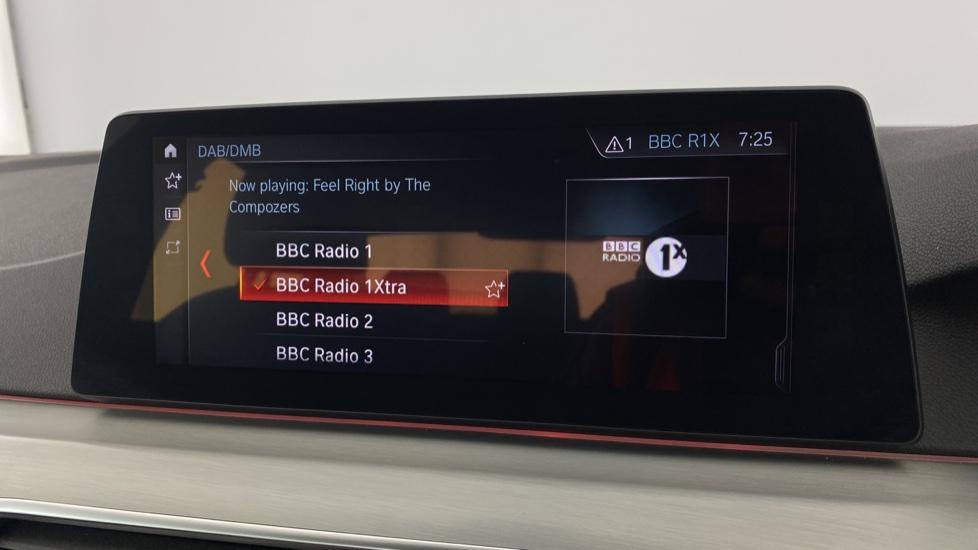 DAB/DMB
1 BBC R1X 7:25
Now playing: Feel Right by The
Compozers
BBC Radio 1
BBC Radio 1Xtra
BBC Radio 2
BBC Radio 3
BBC
RADIO
1X